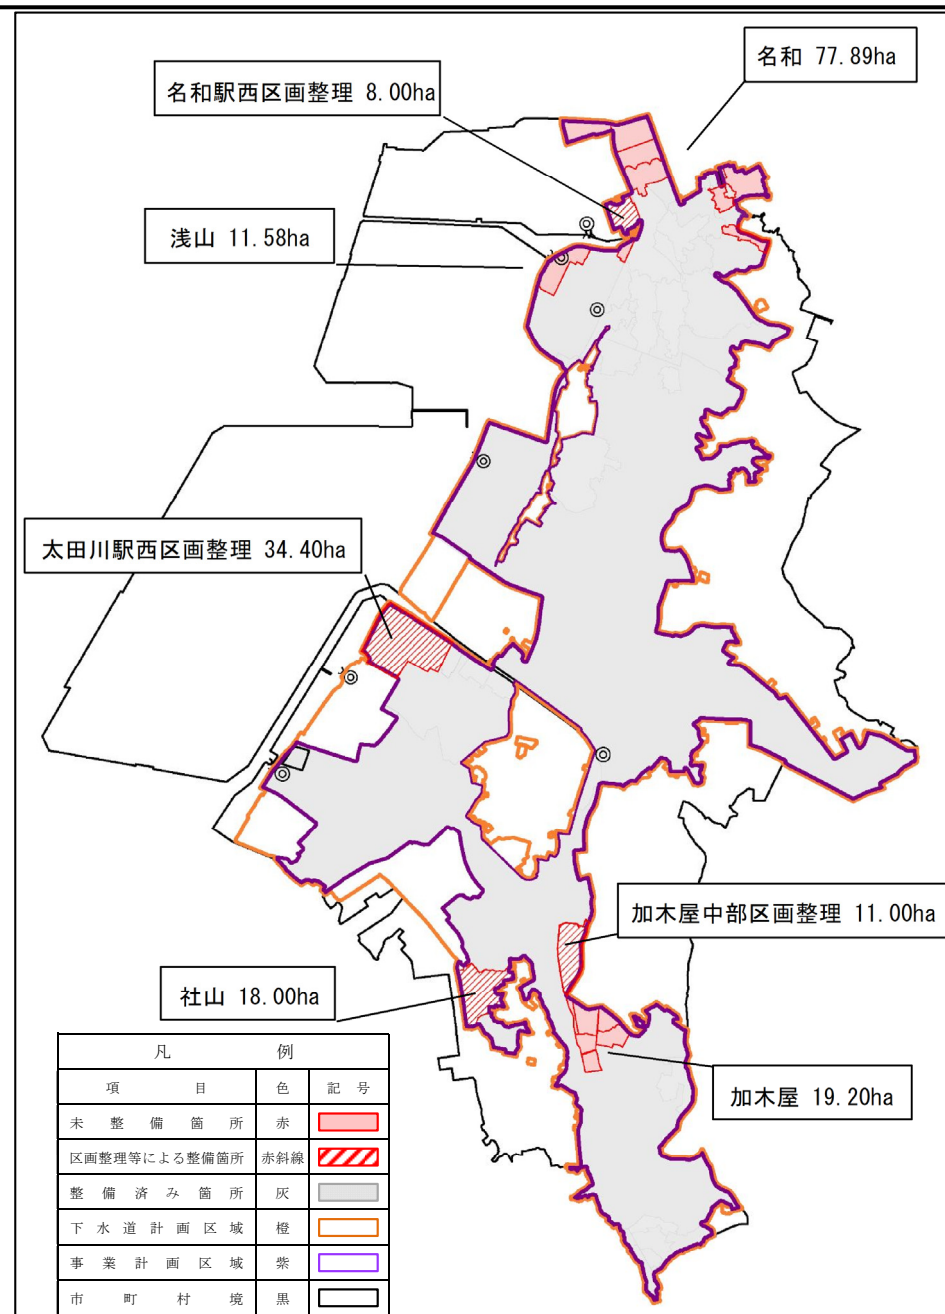 名和 77.89ha
名和駅西区画整理 8.00ha
浅山 11.58ha
太田川駅西区画整理 34.40ha
加木屋中部区画整理 11.00ha
社山 18.00ha
加木屋 19.20ha
凡 例
項 目 色 記 号
未 整 備 箇 所 赤
区画整理等による整備箇所 赤斜線
整 備 済 み 箇 所 灰
下 水 道 計 画 区 域 橙
事 業 計 画 区 域 紫
市 町 村 境 黒